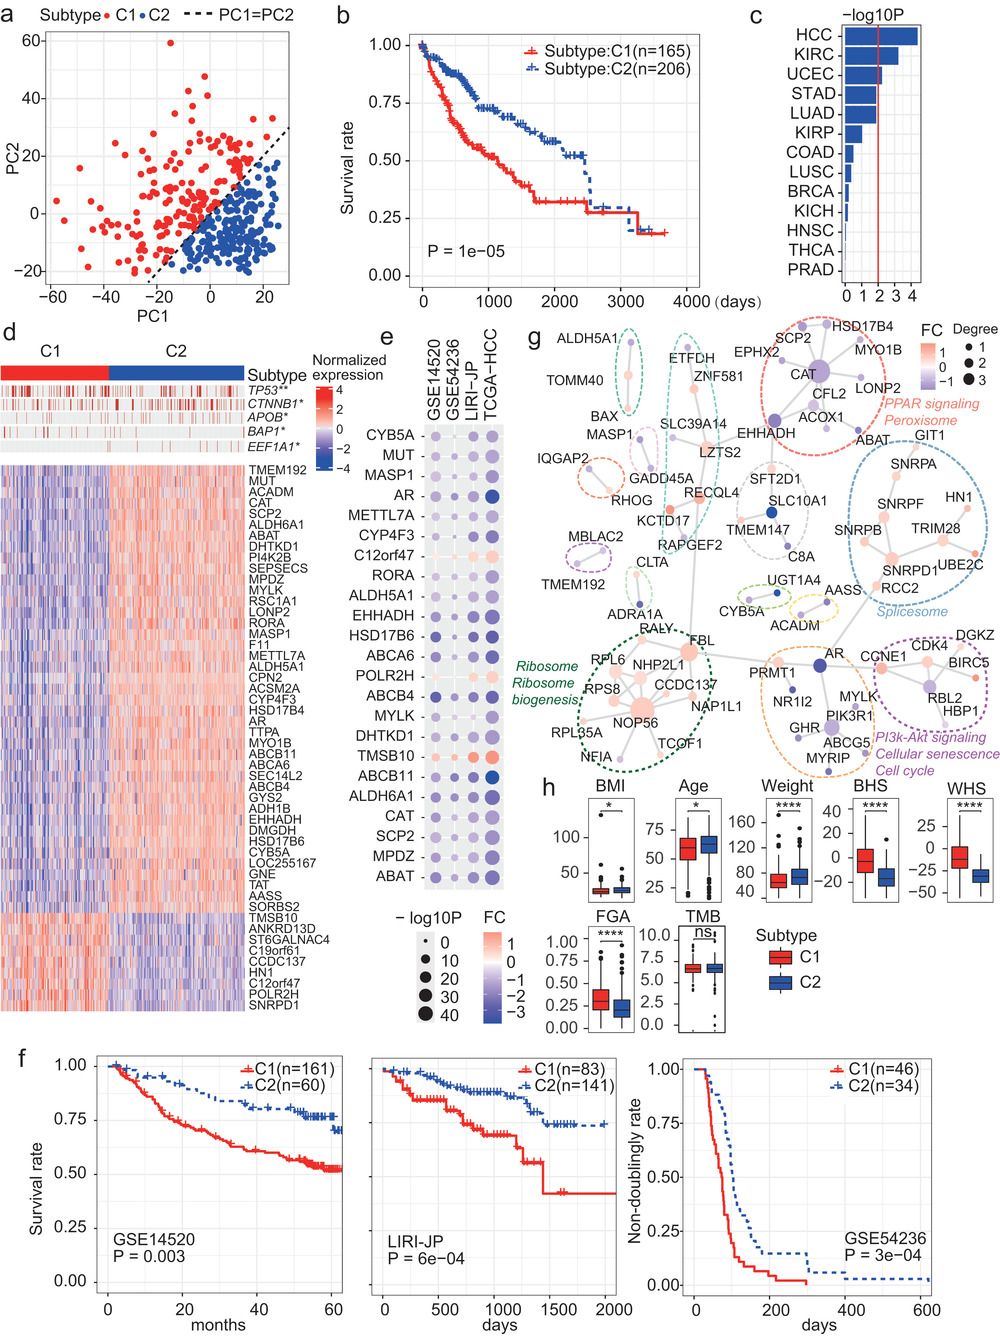 a
Subtype C1 C2 PC1=PC2
PC2
60
40
20
0
−20
−60 −40 −20 0 20
PC1
b
Survival rate
1.00
0.75
0.50
0.25
0.00
Subtype:C1(n=165)
Subtype:C2(n=206)
P = 1e−05
0 1000 2000 3000 4000 (days)
c
−log10P
HCC
KIRC
UCEC
STAD
LUAD
KIRP
COAD
LUSC
BRCA
KICH
HNSC
THCA
PRAD
0 1 2 3 4
d
C1 C2
Subtype
TP53**
CTNNB1*
APOB*
BAP1*
EEF1A1*
Normalized
expression
4
2
0
−2
−4
TMEM192
MUT
ACADM
CAT
SCP2
ALDH6A1
ABAT
DHTKD1
PI4K2B
SEPSECS
MPDZ
MYLK
RSC1A1
LONP2
RORA
MASP1
F11
METTL7A
ALDH5A1
CPN2
ACSM2A
CYP4F3
HSD17B4
AR
TTPA
MYO1B
ABCB11
ABCA6
SEC14L2
ABCB4
GYS2
ADH1B
EHHADH
DMGDH
HSD17B6
CYB5A
LOC255167
GNE
TAT
AASS
SORBS2
TMSB10
ANKRD13D
ST6GALNAC4
C19orf61
CCDC137
HN1
C12orf47
POLR2H
SNRPD1
e
GSE14520
GSE54236
LIRI-JP
TCGA-HCC
CYB5A
MUT
MASP1
AR
METTL7A
CYP4F3
C12orf47
RORA
ALDH5A1
EHHADH
HSD17B6
ABCA6
POLR2H
ABCB4
MYLK
DHTKD1
TMSB10
ABCB11
ALDH6A1
CAT
SCP2
MPDZ
ABAT
− log10P
0
10
20
30
40
FC
1
0
−1
−2
−3
g
ALDH5A1
TOMM40
BAX
MASP1
GADD45A
IQGAP2
RHOG
ETFDH
ZNF581
SLC39A14
LZTS2
RECQL4
KCTD17
RAPGEF2
MBLAC2
TMEM192
CLTA
ADRA1A
SCP2
HSD17B4
EPHX2
MYO1B
CAT
LONP2
CFL2
ACOX1
EHHADH
ABAT
PPAR signaling
Peroxisome
FC
1
0
−1
Degree
1
2
3
SFT2D1
SLC10A1
TMEM147
C8A
UGT1A4
CYB5A
AASS
ACADM
GIT1
SNRPA
SNRPF
HN1
SNRPB
TRIM28
SNRPD1
UBE2C
RCC2
Splicesome
Ribosome
Ribosome
biogenesis
RALY
FBL
RPL6
NHP2L1
RPS8
CCDC137
NAP1L1
NOP56
RPL35A
TCOF1
NFIA
AR
PRMT1
NR1I2
MYLK
PIK3R1
GHR
ABCG5
MYRIP
CCNE1
CDK4
DGKZ
BIRC5
RBL2
HBP1
PI3k-Akt signaling
Cellular senescence
Cell cycle
h
BMI
*
100
50
Age
*
75
50
25
Weight
****
160
120
80
40
BHS
****
40
20
0
−20
WHS
****
25
0
−25
−50
FGA
****
1.00
0.75
0.50
0.25
0.00
TMB
ns
10.0
7.5
5.0
2.5
0.0
Subtype
C1
C2
f
Survival rate
1.00
0.75
0.50
0.25
0.00
C1(n=161)
C2(n=60)
GSE14520
P = 0.003
0 20 40 60
months
C1(n=83)
C2(n=141)
LIRI-JP
P = 6e−04
0 500 1000 1500 2000
days
Non-doublingly rate
1.00
0.75
0.50
0.25
0.00
C1(n=46)
C2(n=34)
GSE54236
P = 3e−04
0 200 400 600
days